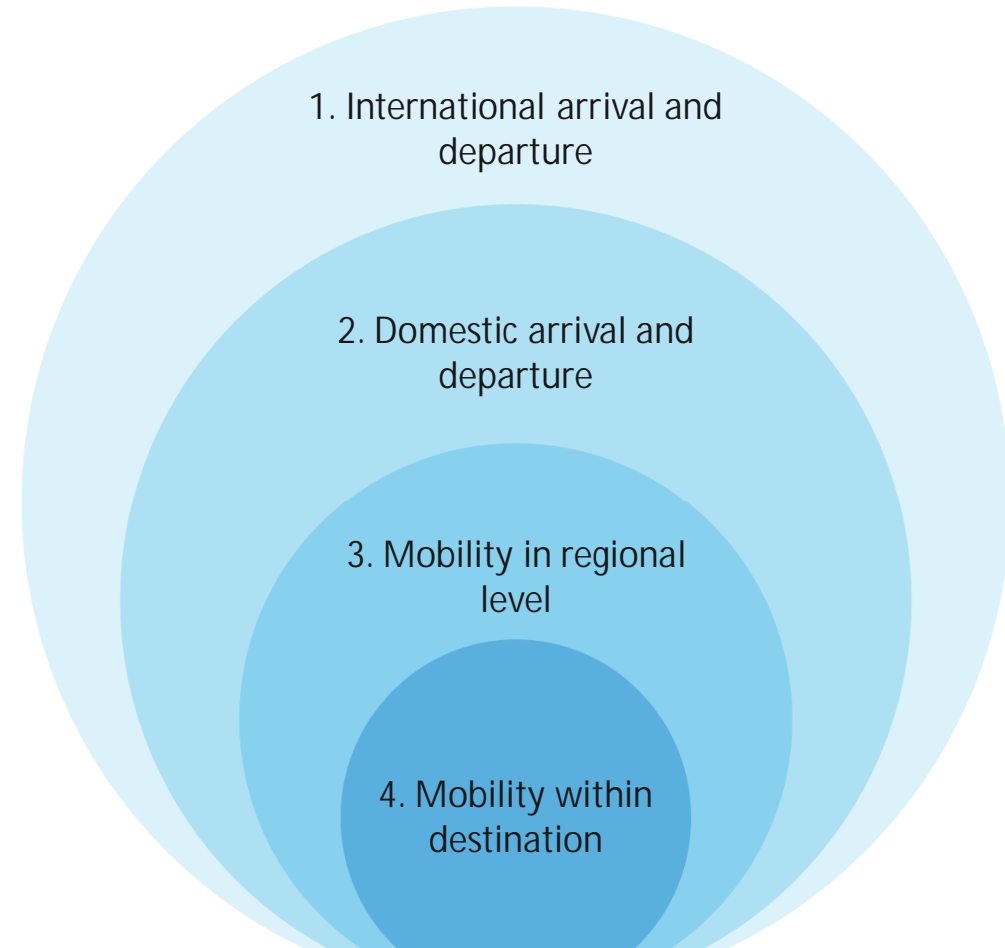 1. International arrival and
departure
2. Domestic arrival and
departure
3. Mobility in regional
level
4. Mobility within
destination